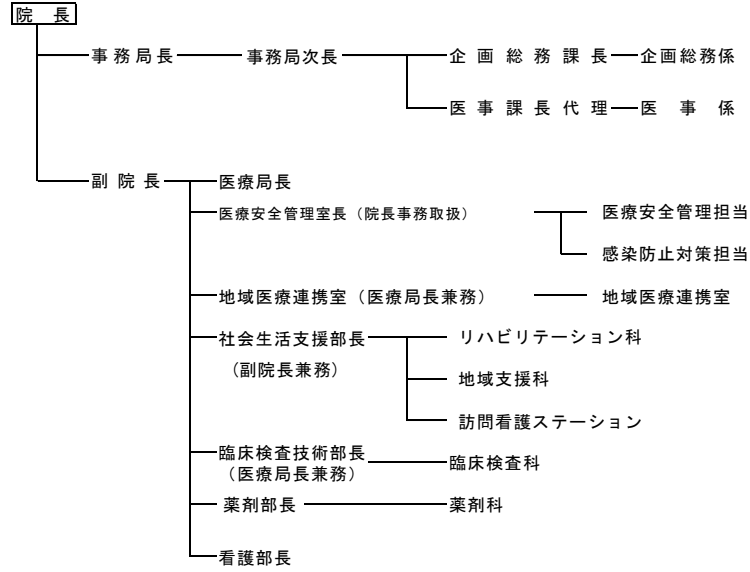 院 長
事務局長 事務局次長 企画総務課長 企画総務係
医事課長代理 医事係
副院長 医療局長
医療安全管理室長（院長事務取扱） 医療安全管理担当
感染防止対策担当
地域医療連携室（医療局長兼務） 地域医療連携室
社会生活支援部長 リハビリテーション科
（副院長兼務） 地域支援科
訪問看護ステーション
臨床検査技術部長 臨床検査科
（医療局長兼務）
薬剤部長 薬剤科
看護部長